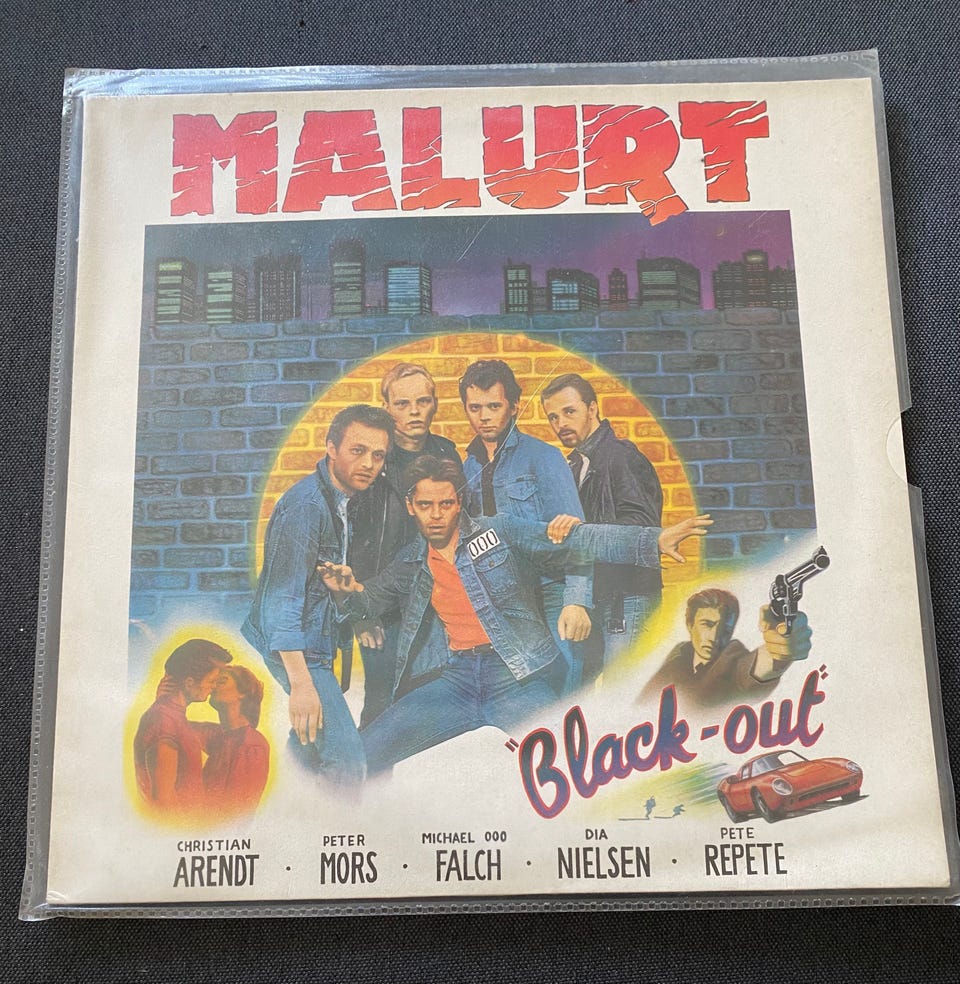 MALURT
000
"Black-out"
CHRISTIAN ARENDT · PETER MORS · MICHAEL 000 FALCH · DIA NIELSEN · PETE REPETE